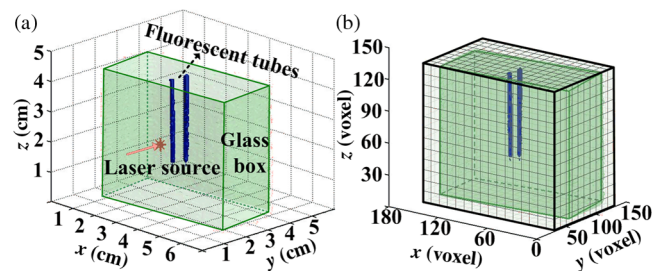 (a)
Fluorescent tubes
5
4
3
2
1
z (cm)
Laser source
Glass
box
1 2 3 4 5 6
x (cm)
1 2 3 4 5
y (cm)
(b)
150
120
90
60
30
z (voxel)
180 120 60 0
x (voxel)
50 100 150
y (voxel)